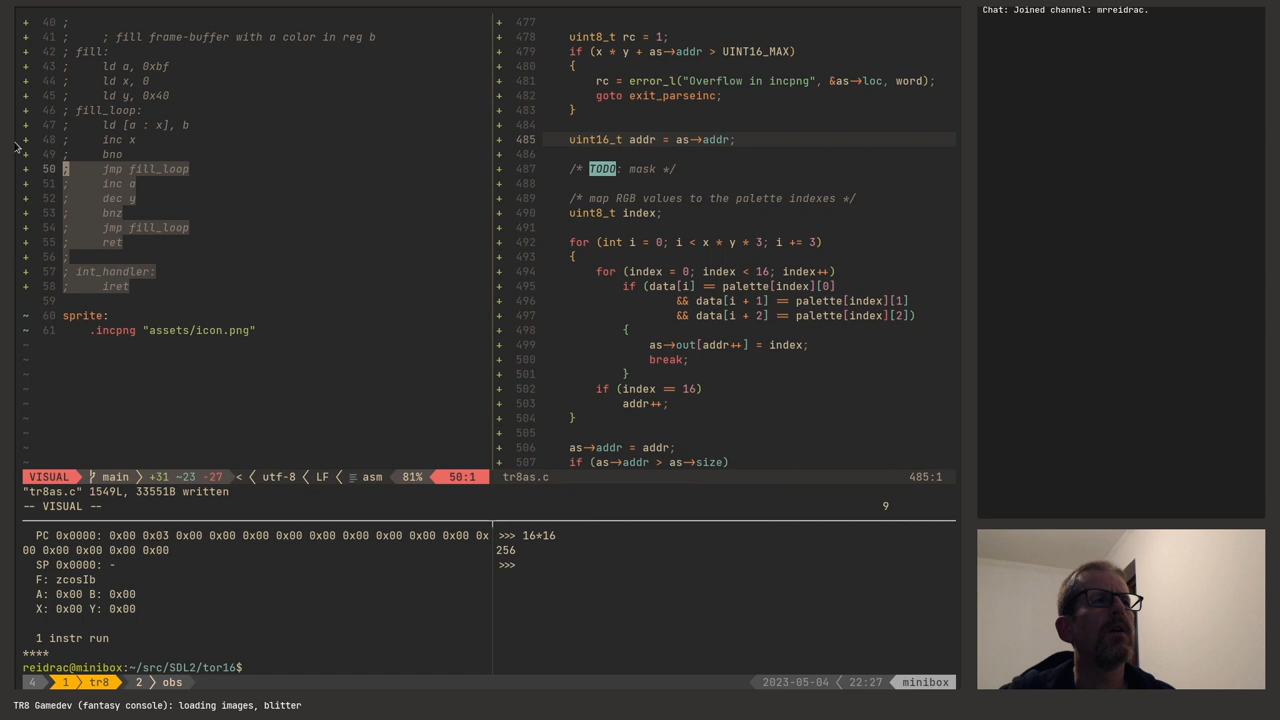 Chat: Joined channel: mrreidrac.
+ 40 ;
+ 41 ;     ; fill frame-buffer with a color in reg b
+ 42 ; fill:
+ 43 ;     ld a, 0xbf
+ 44 ;     ld x, 0
+ 45 ;     ld y, 0x40
+ 46 ; fill_loop:
+ 47 ;     ld [a : x], b
+ 48 ;     inc x
+ 49 ;     bno
+ 50 ;     jmp fill_loop
+ 51 ;     inc a
+ 52 ;     dec y
+ 53 ;     bnz
+ 54 ;     jmp fill_loop
+ 55 ;     ret
+ 56 ;
+ 57 ; int_handler:
+ 58 ;     iret
59
~ 60 sprite:
~ 61     .incpng "assets/icon.png"
~
~
~
~
~
~
~
~
~
VISUAL main +31 ~23 -27 < utf-8 LF asm 81% 50:1
+ 477
+ 478     uint8_t rc = 1;
+ 479     if (x * y + as->addr > UINT16_MAX)
+ 480     {
+ 481         rc = error_l("Overflow in incpng", &as->loc, word);
+ 482         goto exit_parseinc;
+ 483     }
+ 484
+ 485     uint16_t addr = as->addr;
+ 486
+ 487     /* TODO: mask */
+ 488
+ 489     /* map RGB values to the palette indexes */
+ 490     uint8_t index;
+ 491
+ 492     for (int i = 0; i < x * y * 3; i += 3)
+ 493     {
+ 494         for (index = 0; index < 16; index++)
+ 495             if (data[i] == palette[index][0]
+ 496                     && data[i + 1] == palette[index][1]
+ 497                     && data[i + 2] == palette[index][2])
+ 498             {
+ 499                 as->out[addr++] = index;
+ 500                 break;
+ 501             }
+ 502         if (index == 16)
+ 503             addr++;
+ 504     }
+ 505
+ 506     as->addr = addr;
+ 507     if (as->addr > as->size)
tr8as.c 485:1
"tr8as.c" 1549L, 33551B written
-- VISUAL -- 9
PC 0x0000: 0x00 0x03 0x00 0x00 0x00 0x00 0x00 0x00 0x00 0x00 0x00 0x00 0x
00 0x00 0x00 0x00 0x00
SP 0x0000: -
F: zcosIb
A: 0x00 B: 0x00
X: 0x00 Y: 0x00
1 instr run
****
reidrac@minibox:~/src/SDL2/tor16$
>>> 16*16
256
>>>
4 1 tr8 2 obs 2023-05-04 22:27 minibox
TR8 Gamedev (fantasy console): loading images, blitter